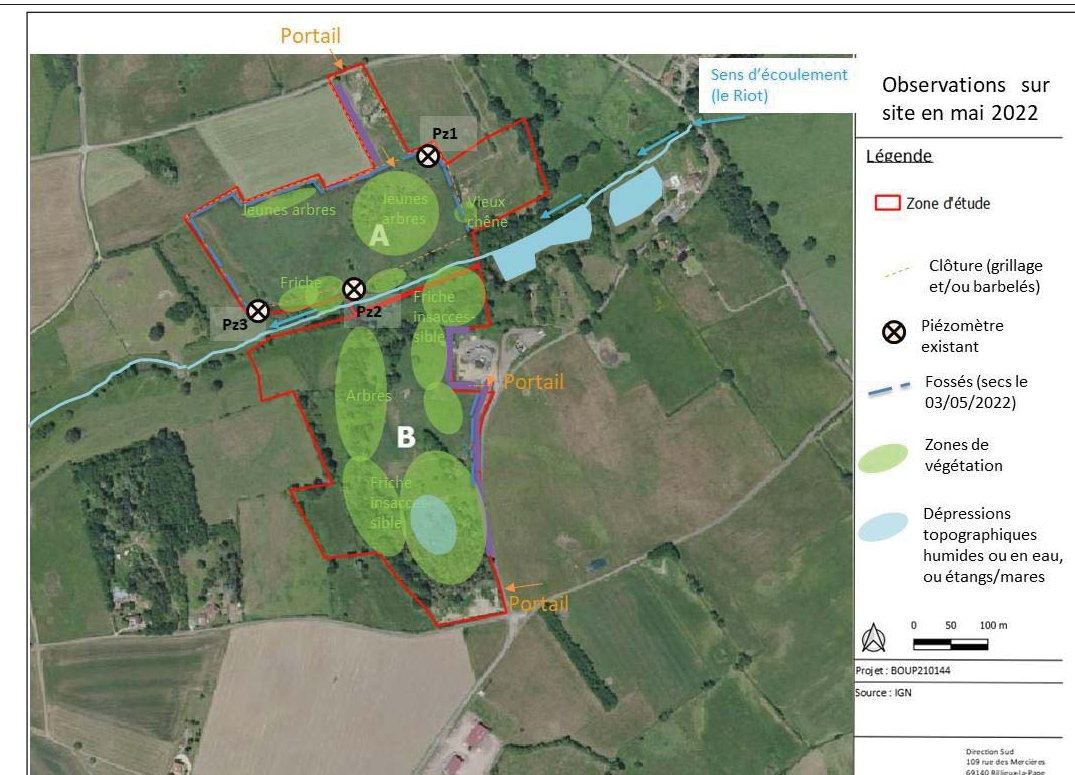 Portail
Sens d'écoulement
(le Riot)
Observations sur
site en mai 2022
Pz1
Légende
Jeunes
arbres
Jeunes arbres
Vieux
chêne
Zone d'étude
A
Clôture (grillage
et/ou barbelés)
Friche
Friche
insacces-
sible
Pz2
Pz3
Piézomètre
existant
Portail
Fossés (secs le
03/05/2022)
Arbres
B
Zones de
végétation
Friche
insacces-
sible
Dépressions
topographiques
humides ou en eau,
ou étangs/mares
Portail
0 50 100 m
Projet : BOUP210144
Source : IGN
Direction Sud
109 rue des Mercières
69140 Rillieux-la-Pape